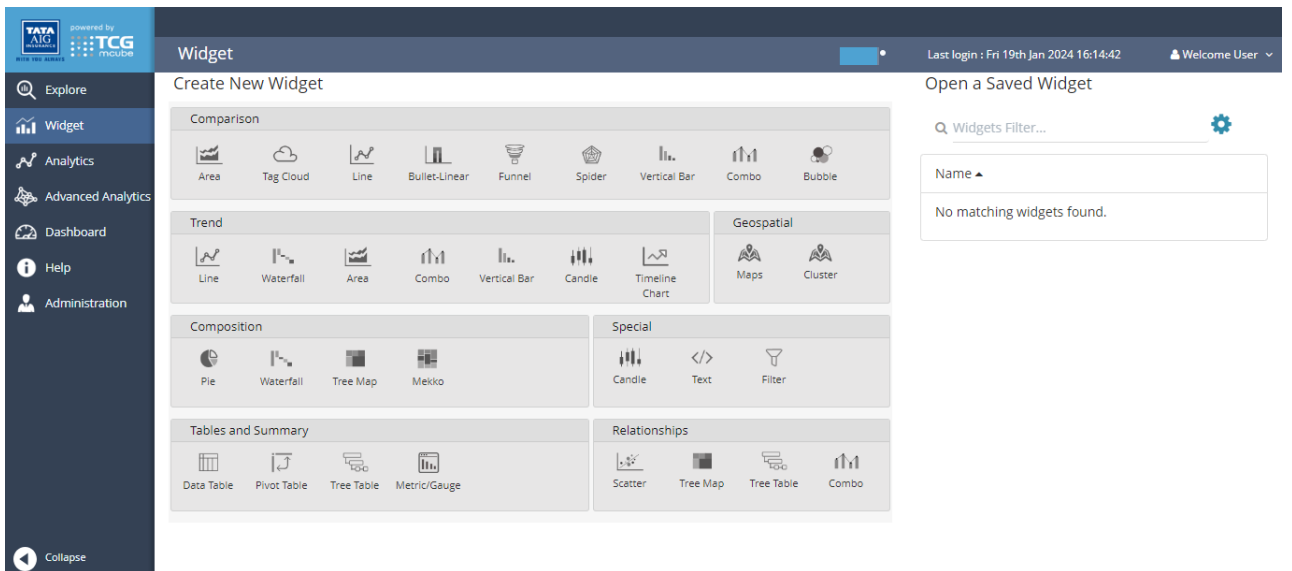 TATA
AIG
INSURANCE
WITH YOU ALWAYS
powered by
TCG
mcube
Widget
Last login : Fri 19th Jan 2024 16:14:42
Welcome User
Explore
Widget
Analytics
Advanced Analytics
Dashboard
Help
Administration
Collapse
Create New Widget
Comparison
Area Tag Cloud Line Bullet-Linear Funnel Spider Vertical Bar Combo Bubble
Trend
Line Waterfall Area Combo Vertical Bar Candle Timeline
Chart
Geospatial
Maps Cluster
Composition
Pie Waterfall Tree Map Mekko
Special
Candle Text Filter
</>
Tables and Summary
Data Table Pivot Table Tree Table Metric/Gauge
Relationships
Scatter Tree Map Tree Table Combo
Open a Saved Widget
Widgets Filter...
Name
No matching widgets found.